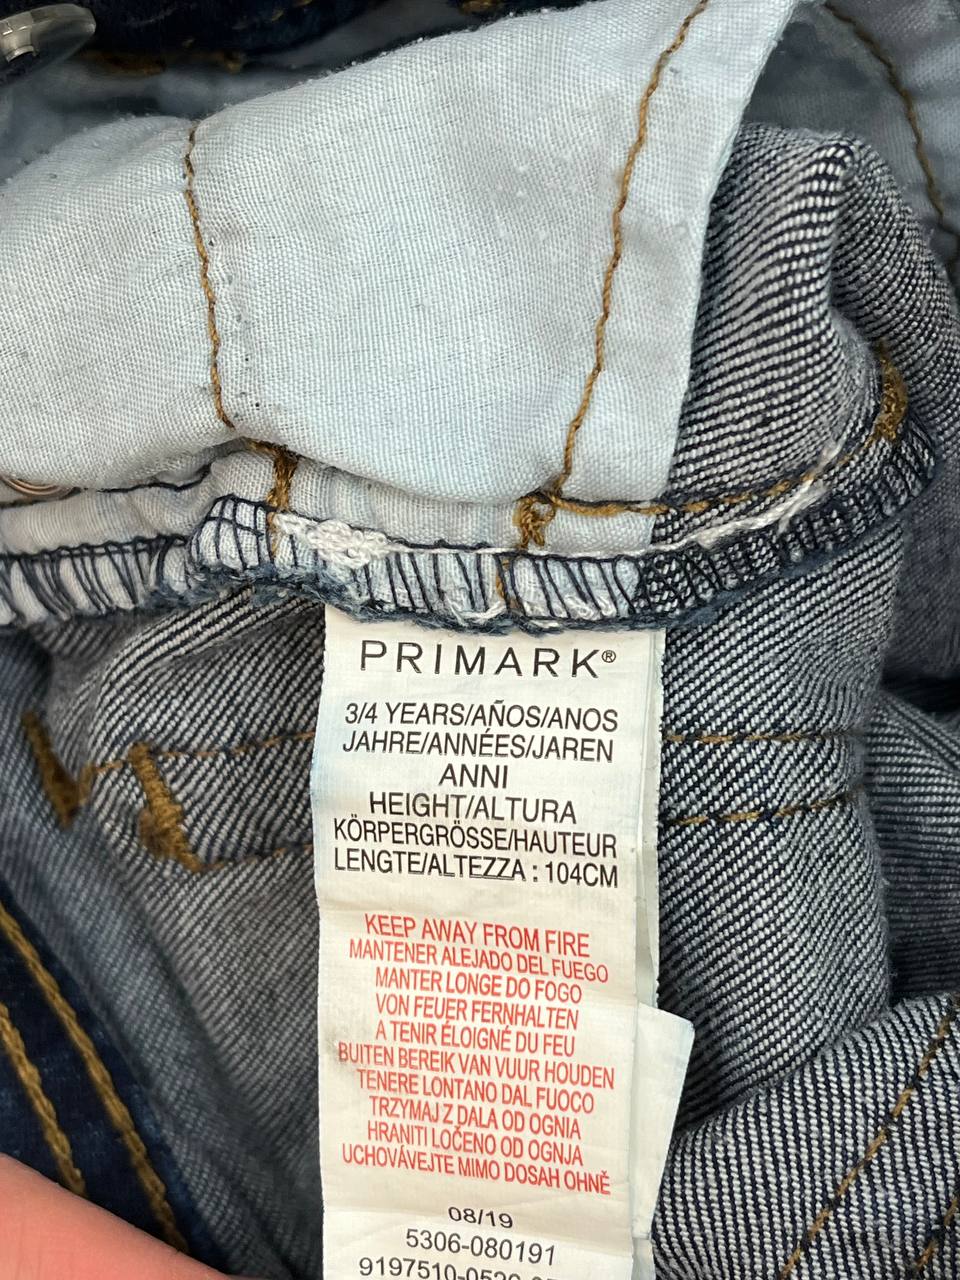 PRIMARK®
3/4 YEARS/AÑOS/ANOS
JAHRE/ANNÉES/JAREN
ANNI
HEIGHT/ALTURA
KÖRPERGRÖSSE/HAUTEUR
LENGTE/ALTEZZA : 104CM
KEEP AWAY FROM FIRE
MANTENER ALEJADO DEL FUEGO
MANTER LONGE DO FOGO
VON FEUER FERNHALTEN
A TENIR ÉLOIGNÉ DU FEU
BUITEN BEREIK VAN VUUR HOUDEN
TENERE LONTANO DAL FUOCO
TRZYMAJ Z DALA OD OGNIA
HRANITI LOČENO OD OGNJA
UCHOVÁVEJTE MIMO DOSAH OHNĚ
08/19
5306-080191